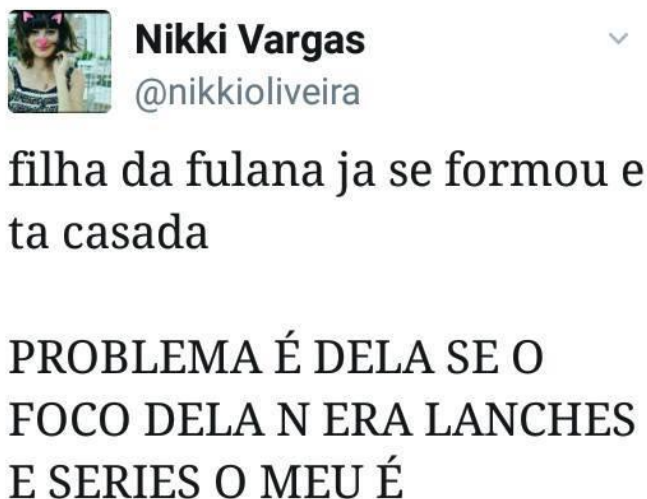 Nikki Vargas
@nikkioliveira
filha da fulana ja se formou e
ta casada
PROBLEMA É DELA SE O
FOCO DELA N ERA LANCHES
E SERIES O MEU É